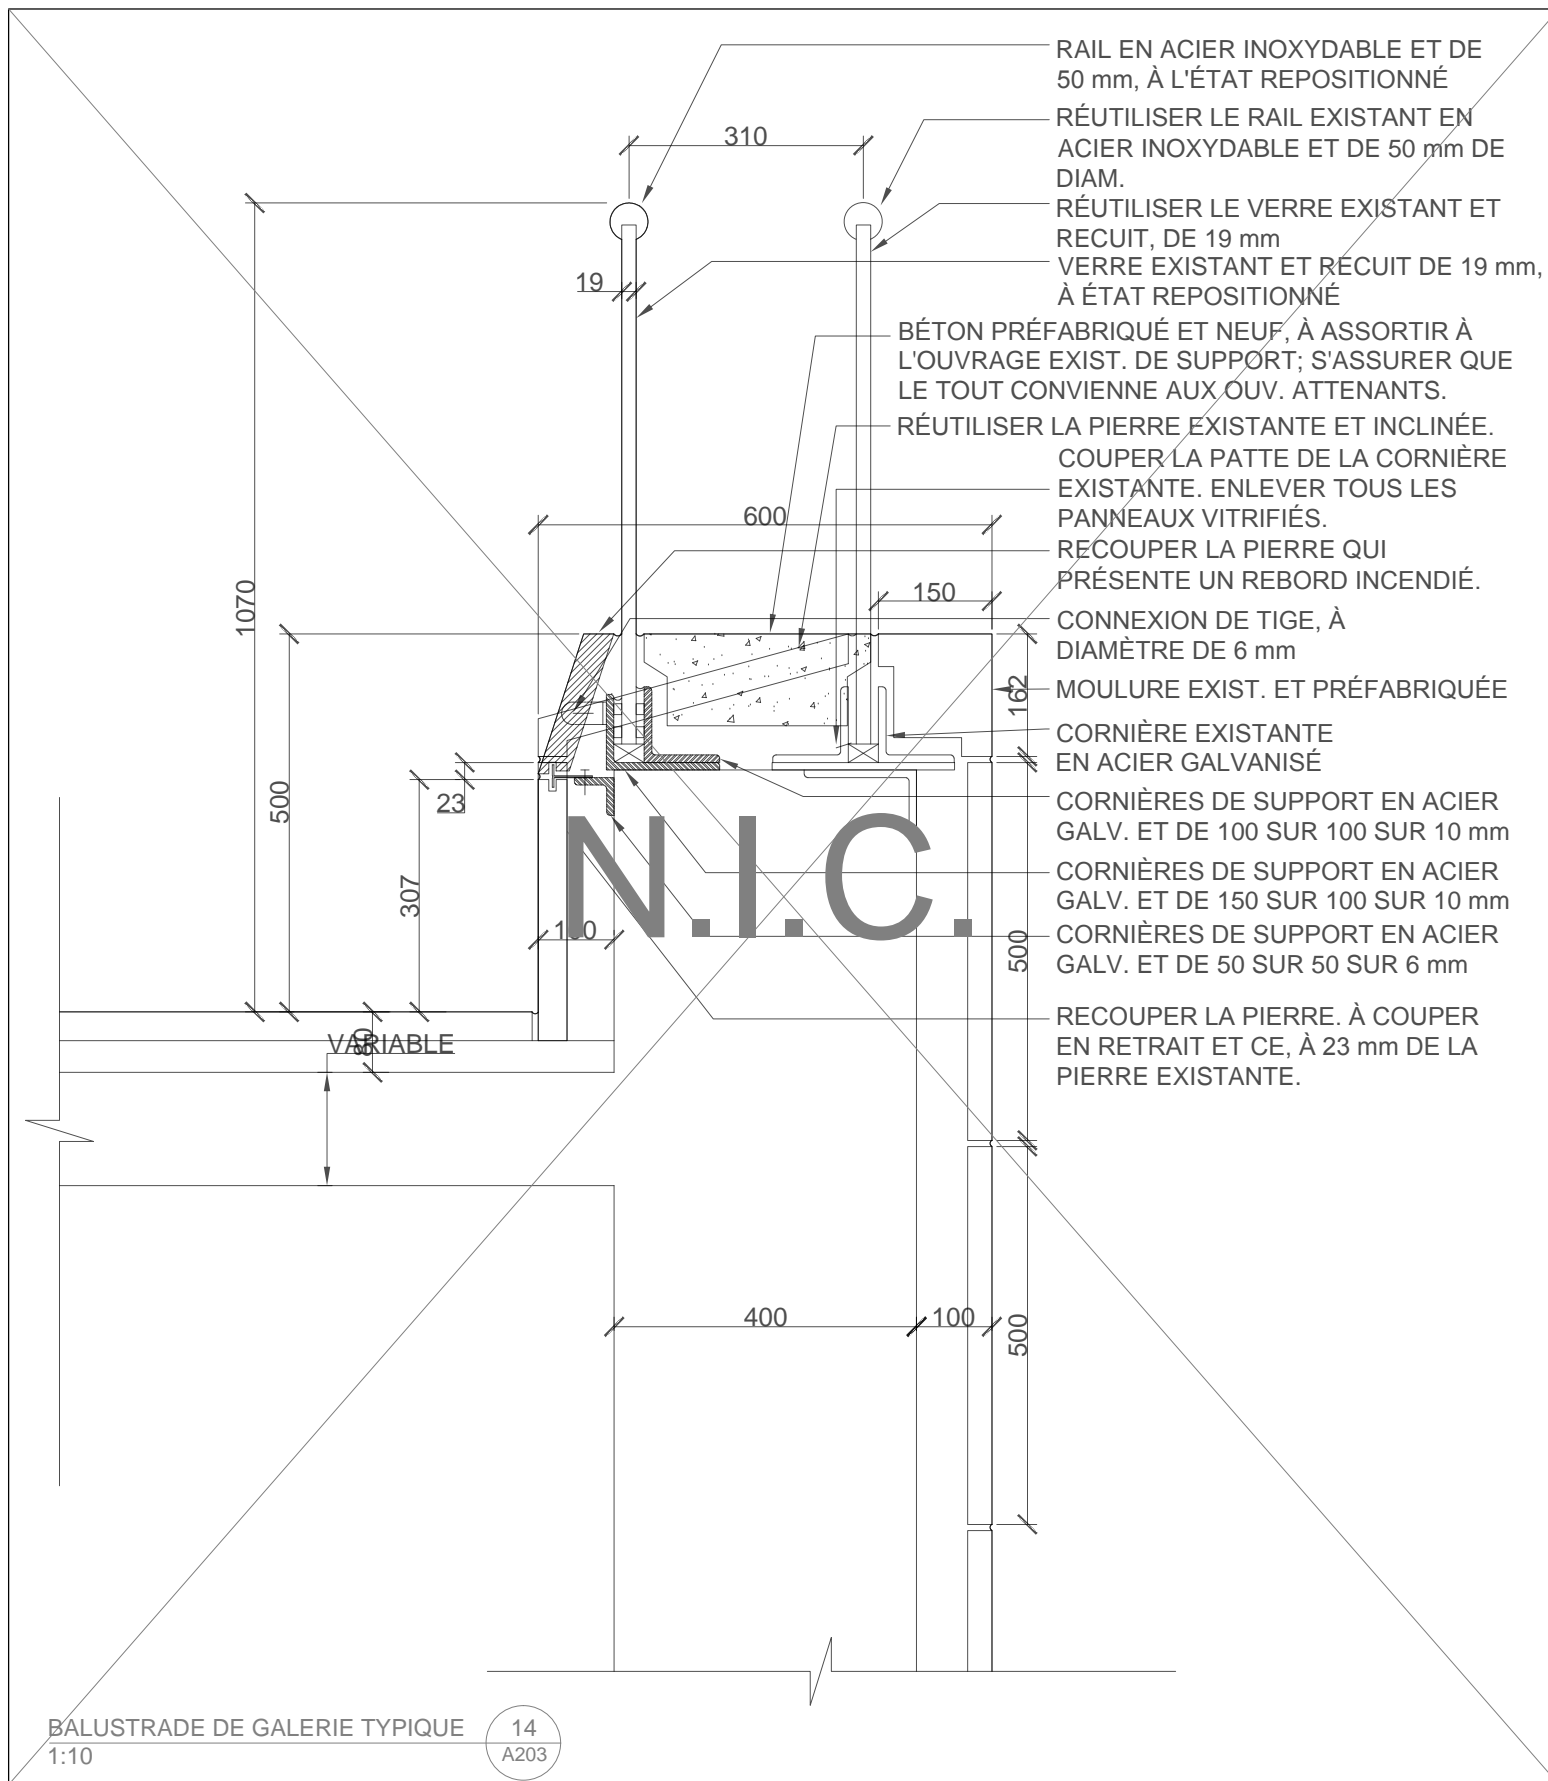 RAIL EN ACIER INOXYDABLE ET DE
50 mm, À L'ÉTAT REPOSITIONNÉ
RÉUTILISER LE RAIL EXISTANT EN
ACIER INOXYDABLE ET DE 50 mm DE
DIAM.
310
RÉUTILISER LE VERRE EXISTANT ET
RECUIT, DE 19 mm
VERRE EXISTANT ET RECUIT DE 19 mm,
À ÉTAT REPOSITIONNÉ
19
BÉTON PRÉFABRIQUÉ ET NEUF, À ASSORTIR À
L'OUVRAGE EXIST. DE SUPPORT; S'ASSURER QUE
LE TOUT CONVIENNE AUX OUV. ATTENANTS.
RÉUTILISER LA PIERRE EXISTANTE ET INCLINÉE.
COUPER LA PATTE DE LA CORNIÈRE
EXISTANTE. ENLEVER TOUS LES
PANNEAUX VITRIFIÉS.
600
RECOUPER LA PIERRE QUI
PRÉSENTE UN REBORD INCENDIÉ.
150
1070
CONNEXION DE TIGE, À
DIAMÈTRE DE 6 mm
162
MOULURE EXIST. ET PRÉFABRIQUÉE
CORNIÈRE EXISTANTE
EN ACIER GALVANISÉ
500
23
CORNIÈRES DE SUPPORT EN ACIER
GALV. ET DE 100 SUR 100 SUR 10 mm
307
N.I.C.
CORNIÈRES DE SUPPORT EN ACIER
GALV. ET DE 150 SUR 100 SUR 10 mm
100
500
CORNIÈRES DE SUPPORT EN ACIER
GALV. ET DE 50 SUR 50 SUR 6 mm
RECOUPER LA PIERRE. À COUPER
EN RETRAIT ET CE, À 23 mm DE LA
PIERRE EXISTANTE.
VARIABLE
80
400
100
500
BALUSTRADE DE GALERIE TYPIQUE
1:10
14
A203